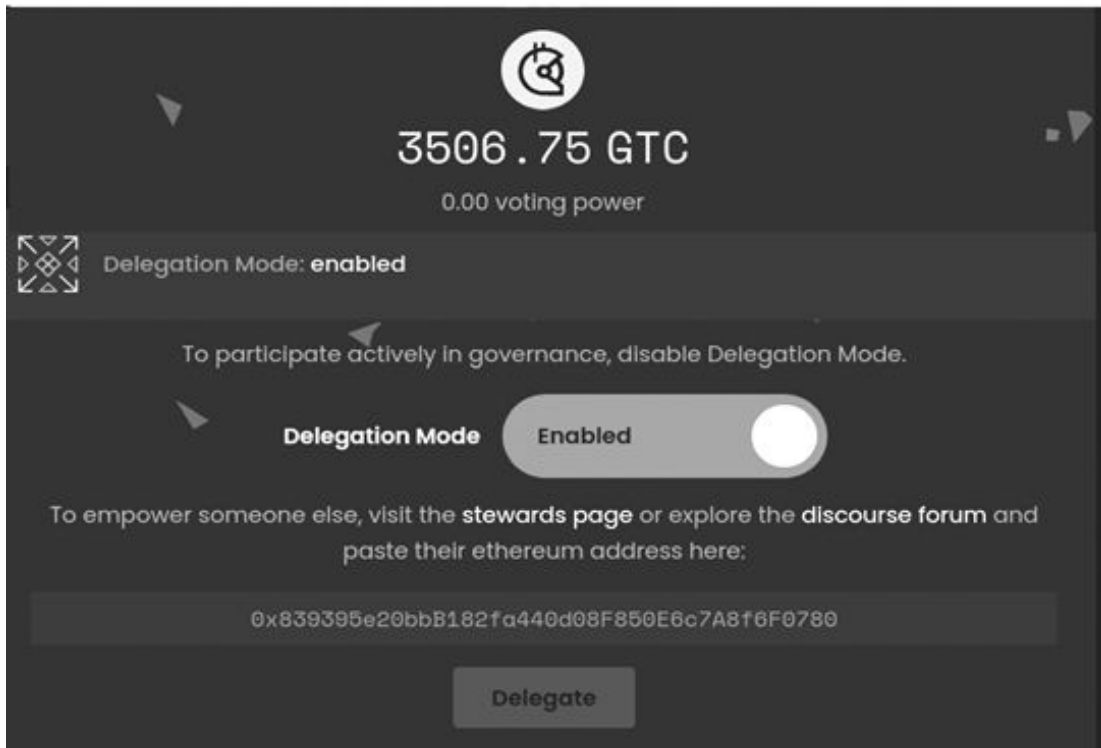 3506.75 GTC
0.00 voting power
Delegation Mode: enabled
To participate actively in governance, disable Delegation Mode.
Delegation Mode Enabled
To empower someone else, visit the stewards page or explore the discourse forum and
paste their ethereum address here:
0x839395e20bbB182fa440d08F850E6c7A8f6F0780
Delegate